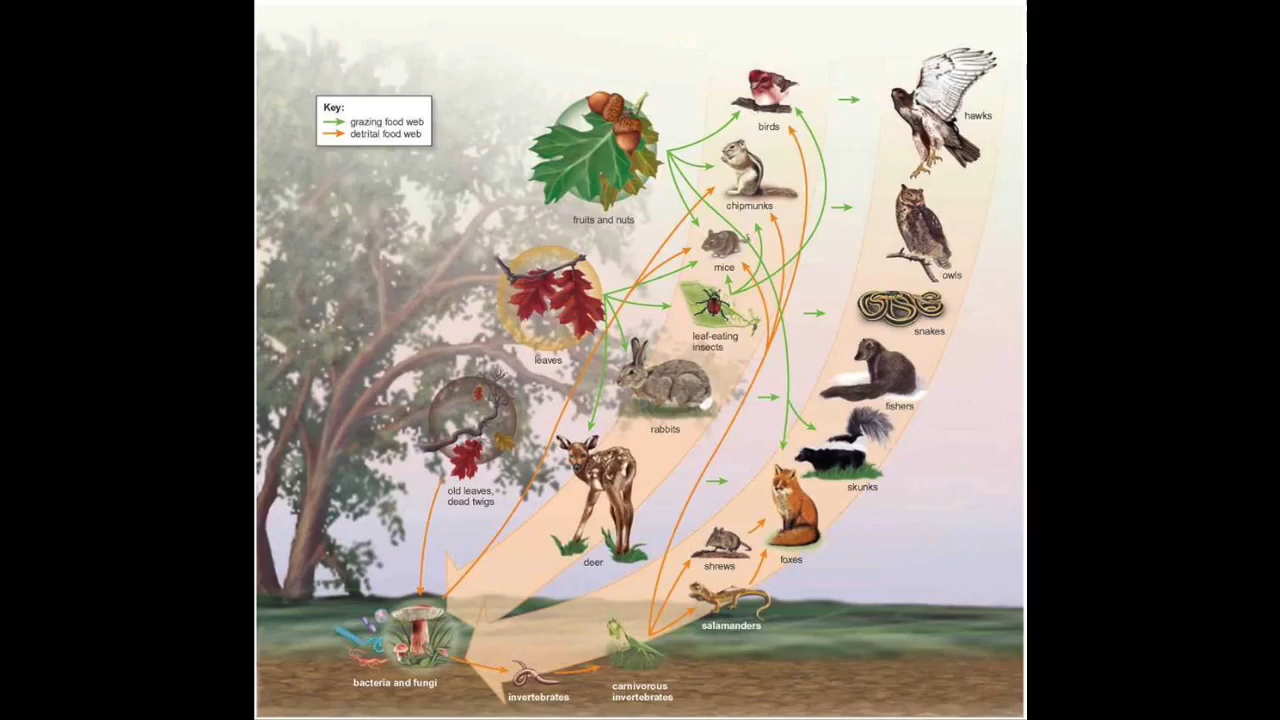 Key:
grazing food web
detrital food web
birds
hawks
chipmunks
fruits and nuts
mice
owls
leaf-eating
insects
snakes
leaves
fishers
rabbits
old leaves,
dead twigs
skunks
deer
shrews
foxes
salamanders
bacteria and fungi
invertebrates
carnivorous
invertebrates